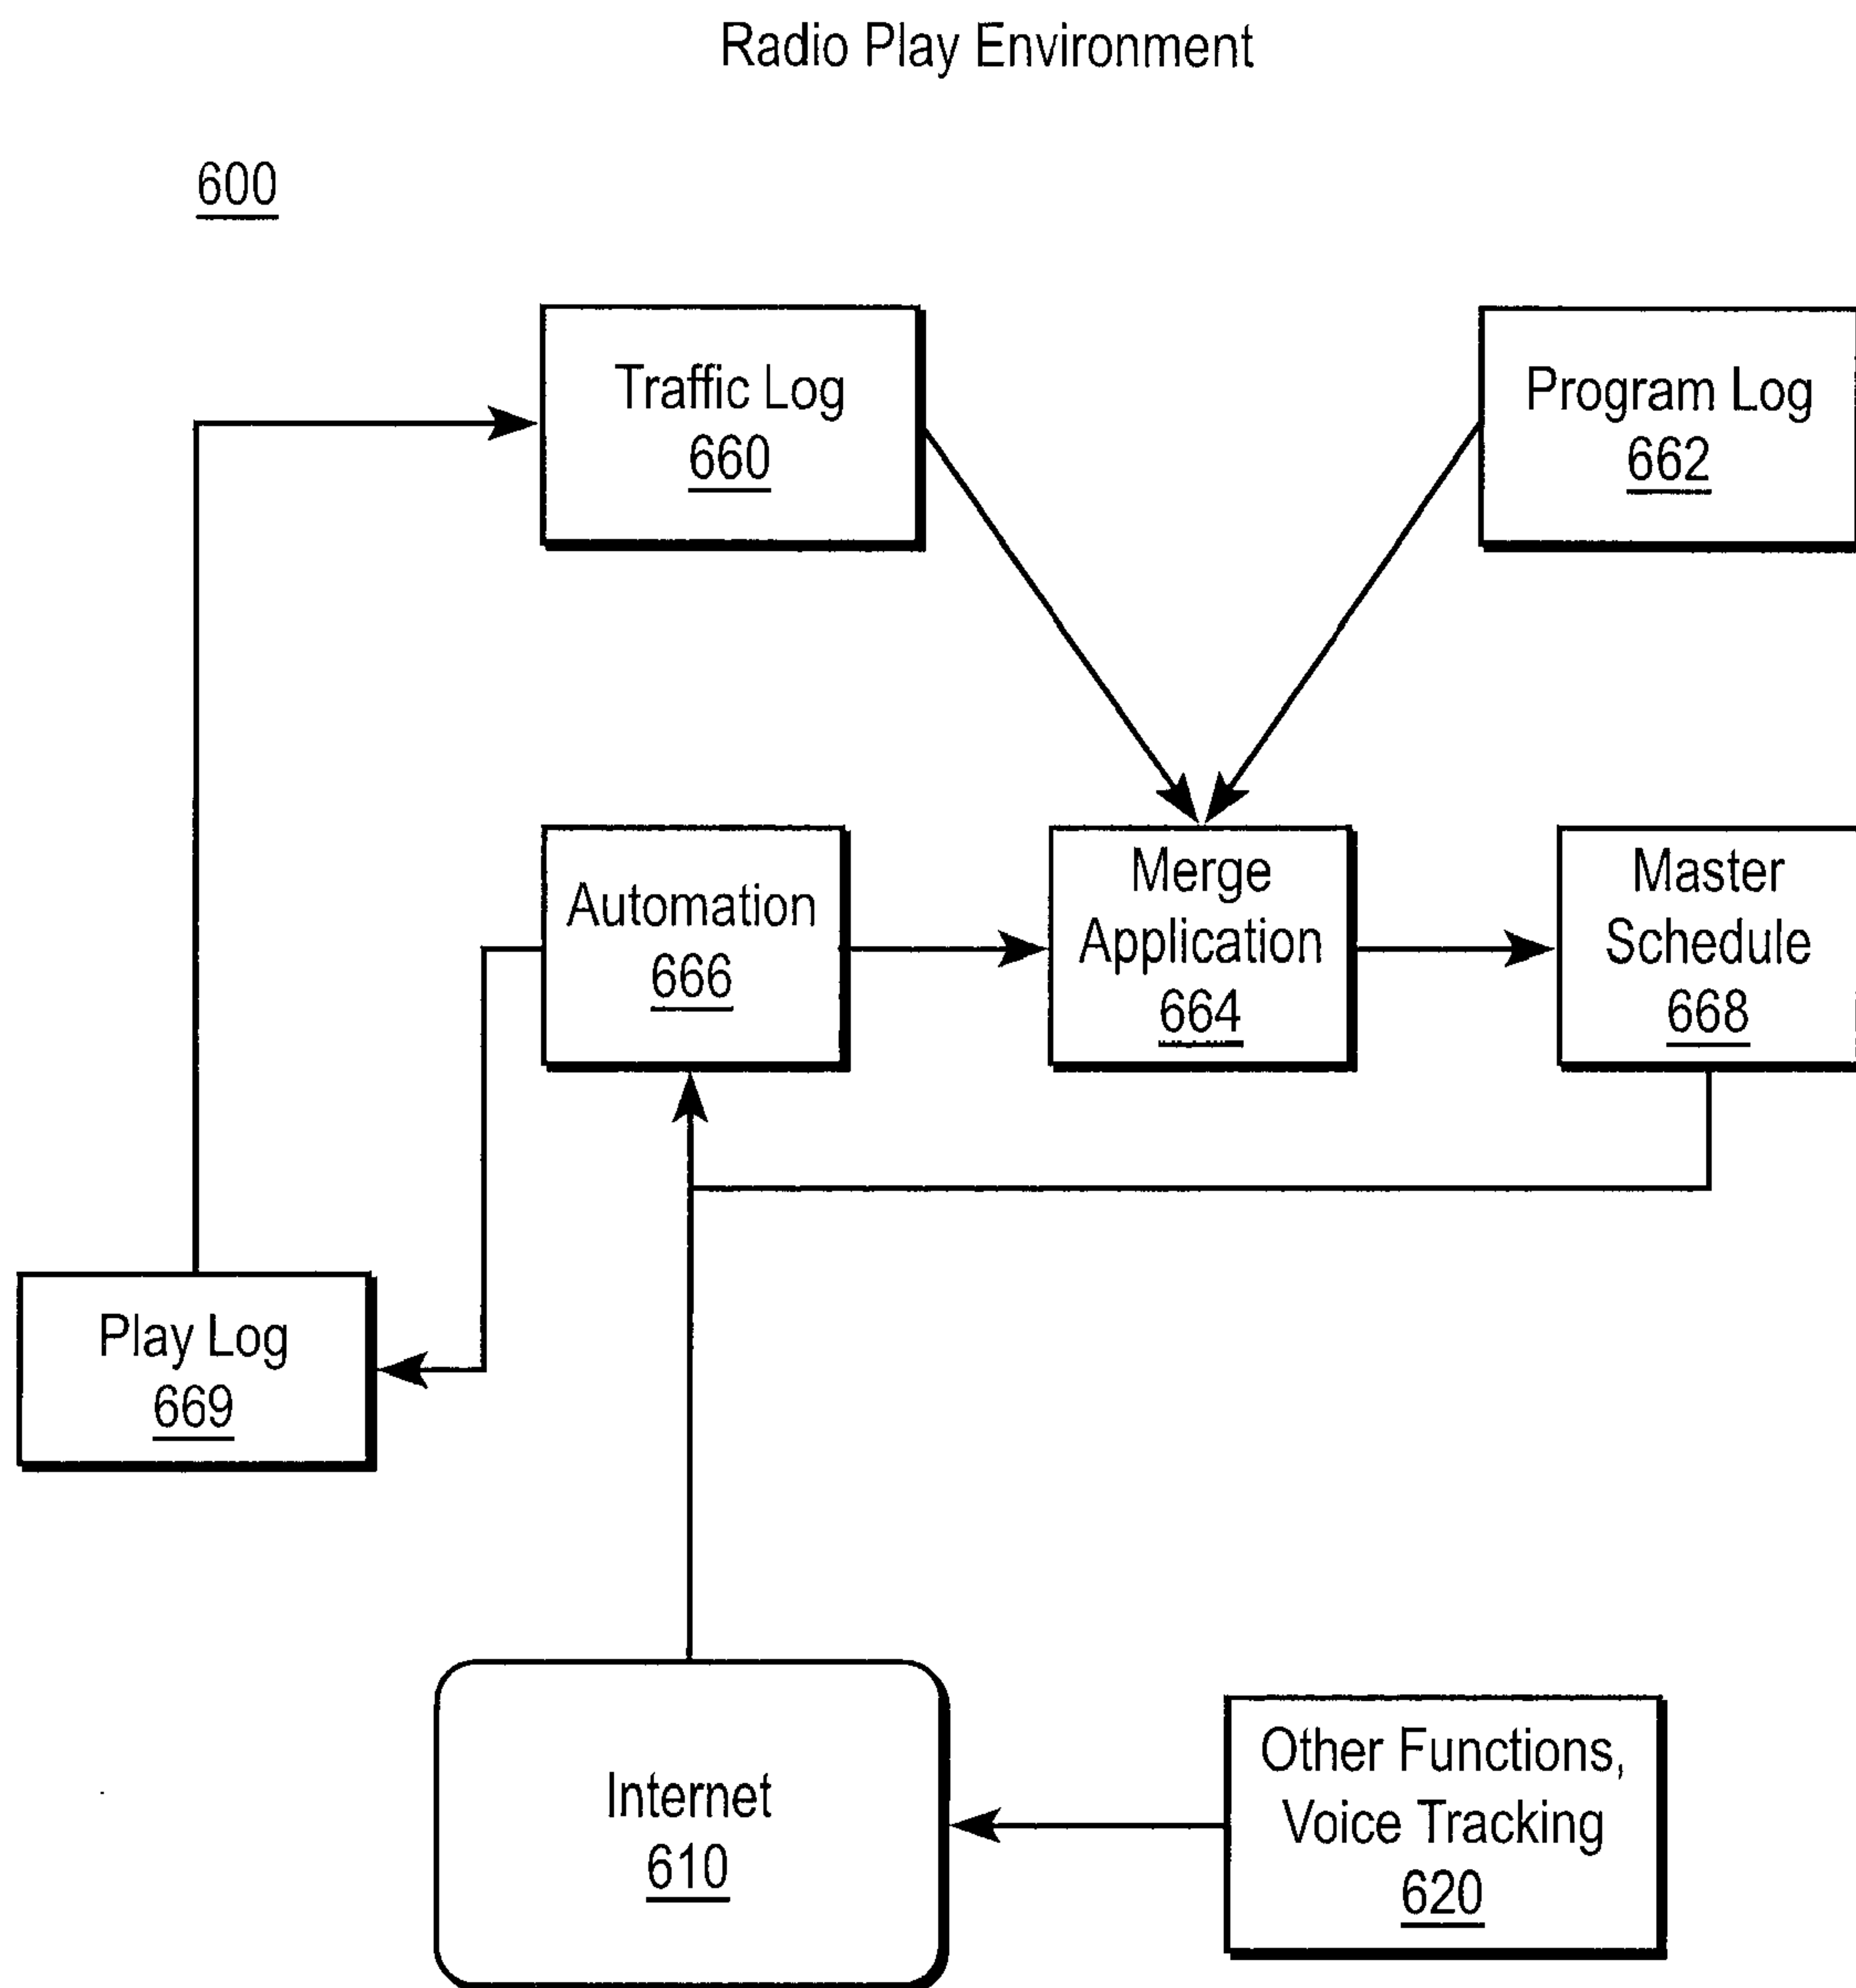 Radio Play Environment
600
Traffic Log
660
Program Log
662
Automation
666
Merge
Application
664
Master
Schedule
668
Play Log
669
Internet
610
Other Functions,
Voice Tracking
620